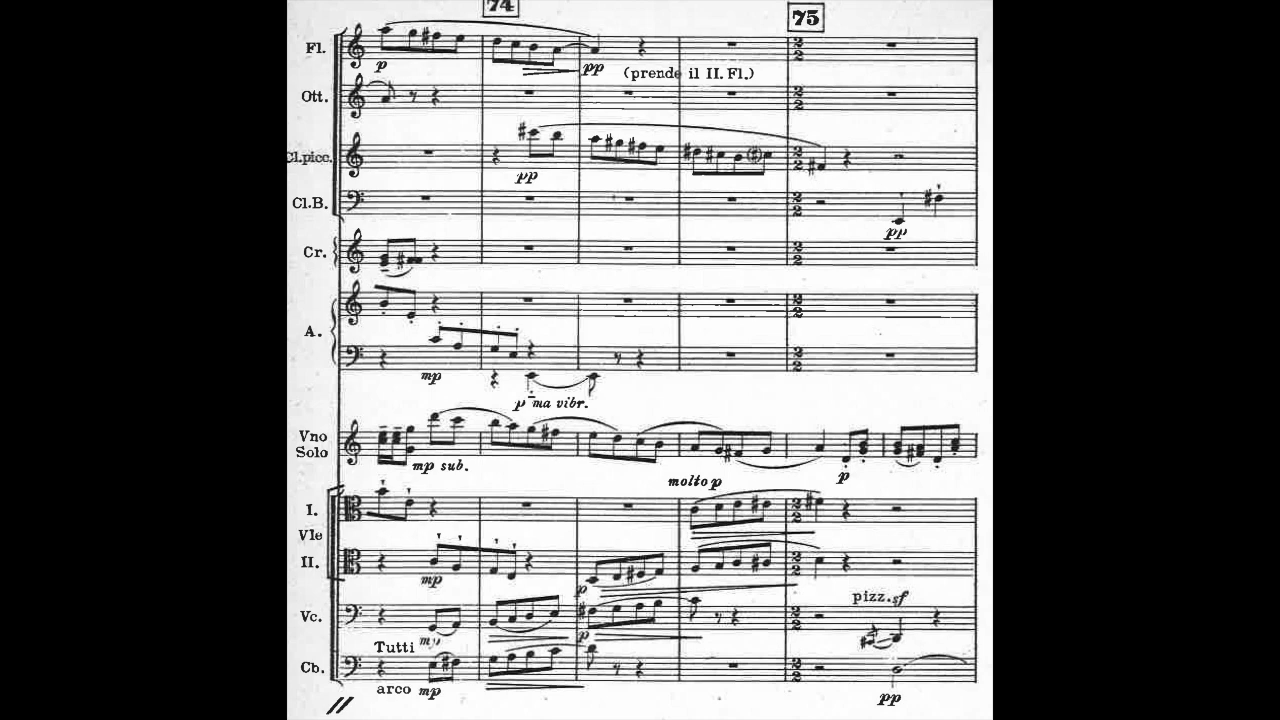 74
75
Fl.
p
pp
(prende il II. Fl.)
Ott.
Cl.picc.
pp
Cl.B.
pp
Cr.
A.
mp
p ma vibr.
Vno
Solo
mp sub.
molto p
p
I.
Vle
II.
mp
p
pizz. sf
Vc.
mp
p
Tutti
Cb.
arco mp
pp